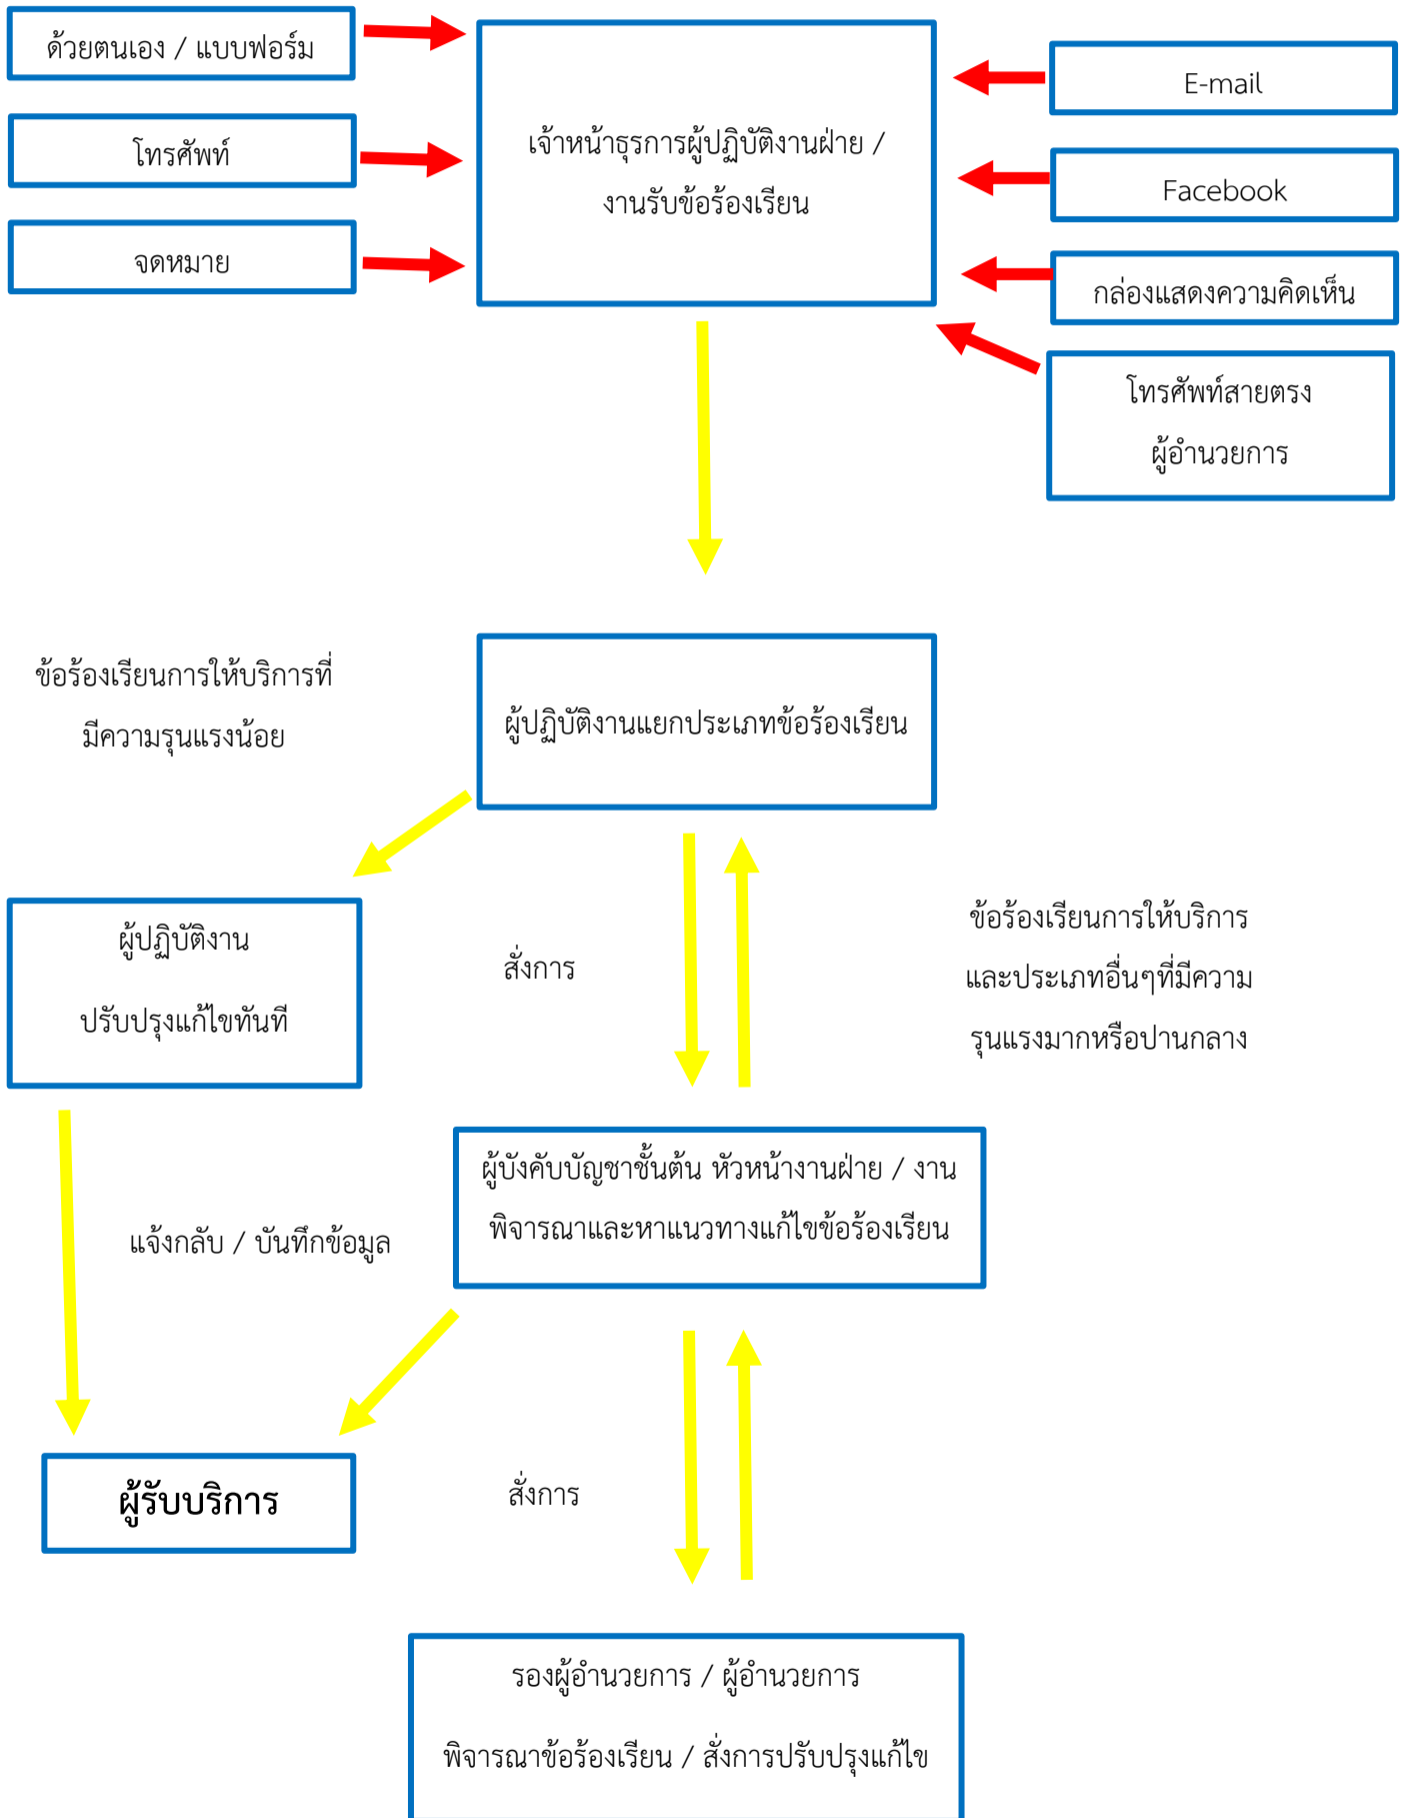 ด้วยตนเอง / แบบฟอร์ม
โทรศัพท์
จดหมาย
เจ้าหน้าธุรการผู้ปฏิบัติงานฝ่าย /
งานรับข้อร้องเรียน
E-mail
Facebook
กล่องแสดงความคิดเห็น
โทรศัพท์สายตรง
ผู้อำนวยการ
ข้อร้องเรียนการให้บริการที่
มีความรุนแรงน้อย
ผู้ปฏิบัติงานแยกประเภทข้อร้องเรียน
ผู้ปฏิบัติงาน
ปรับปรุงแก้ไขทันที
สั่งการ
ข้อร้องเรียนการให้บริการ
และประเภทอื่นๆที่มีความ
รุนแรงมากหรือปานกลาง
ผู้บังคับบัญชาชั้นต้น หัวหน้างานฝ่าย / งาน
พิจารณาและหาแนวทางแก้ไขข้อร้องเรียน
แจ้งกลับ / บันทึกข้อมูล
ผู้รับบริการ
สั่งการ
รองผู้อำนวยการ / ผู้อำนวยการ
พิจารณาข้อร้องเรียน / สั่งการปรับปรุงแก้ไข